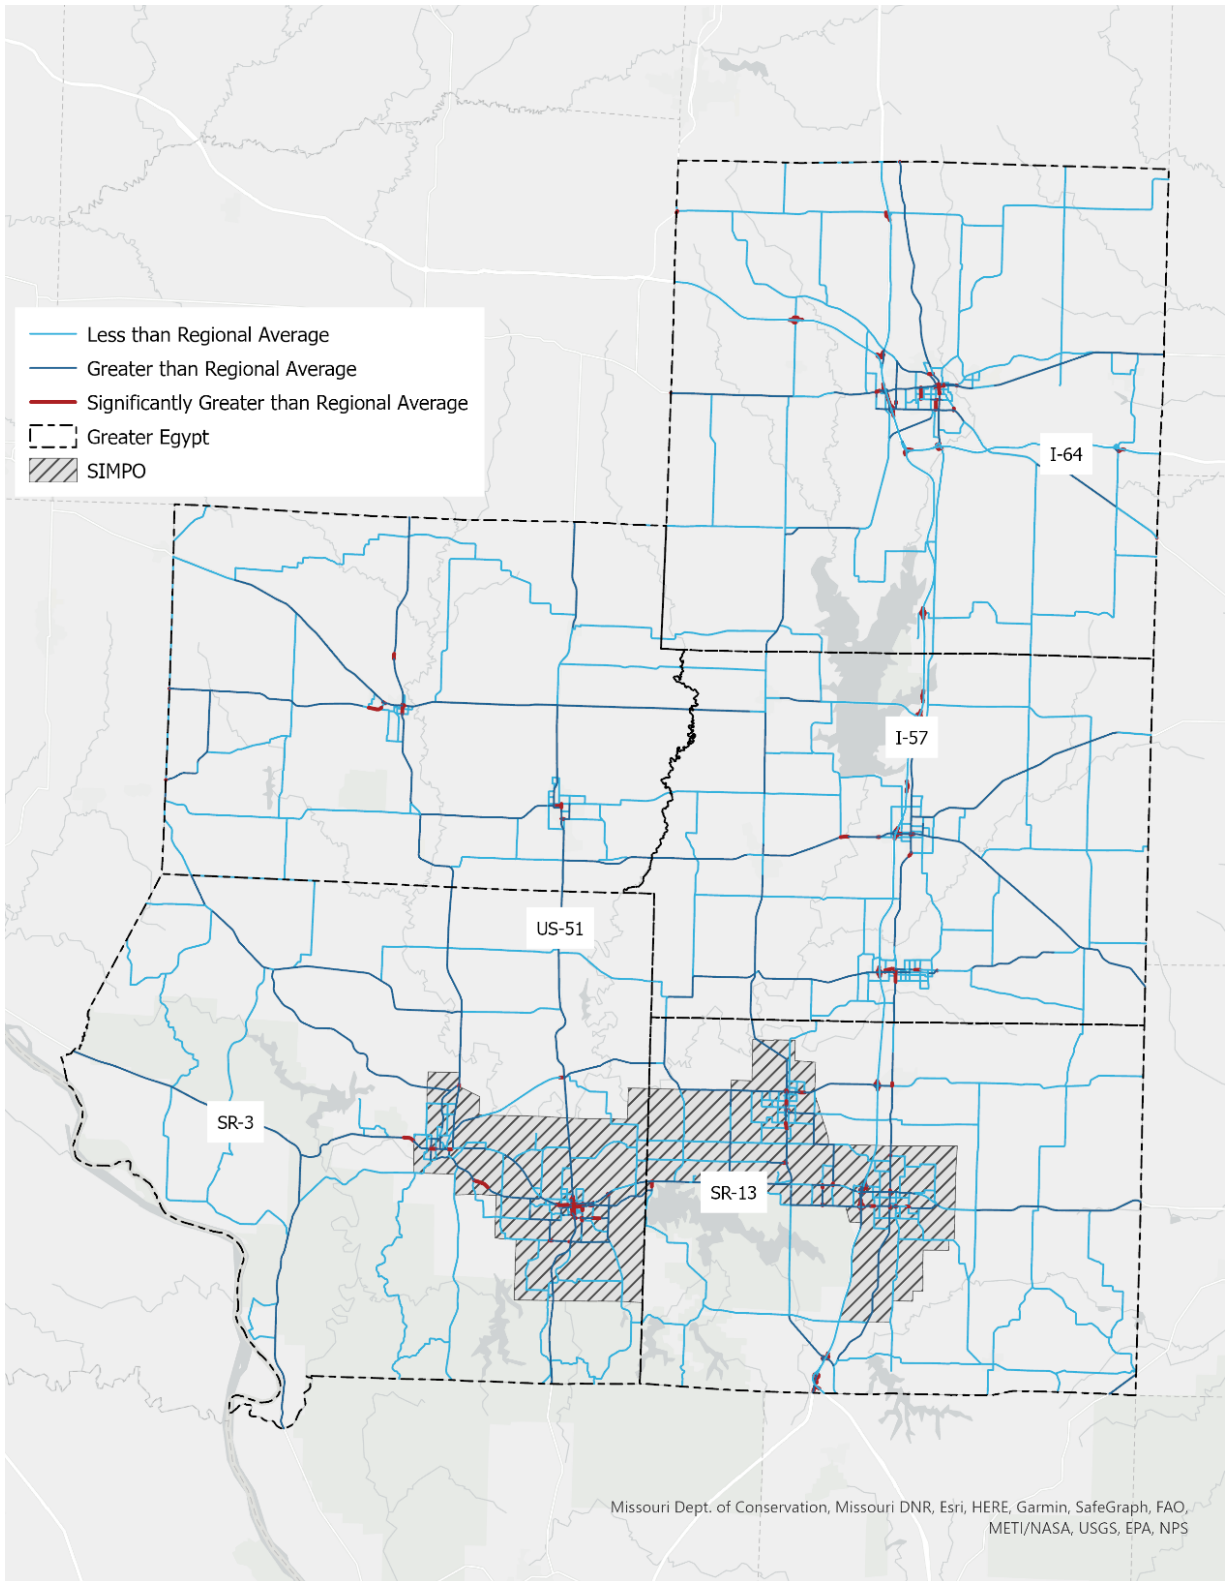 Less than Regional Average
Greater than Regional Average
Significantly Greater than Regional Average
Greater Egypt
SIMPO
I-64
I-57
US-51
SR-3
SR-13
Missouri Dept. of Conservation, Missouri DNR, Esri, HERE, Garmin, SafeGraph, FAO,
METI/NASA, USGS, EPA, NPS